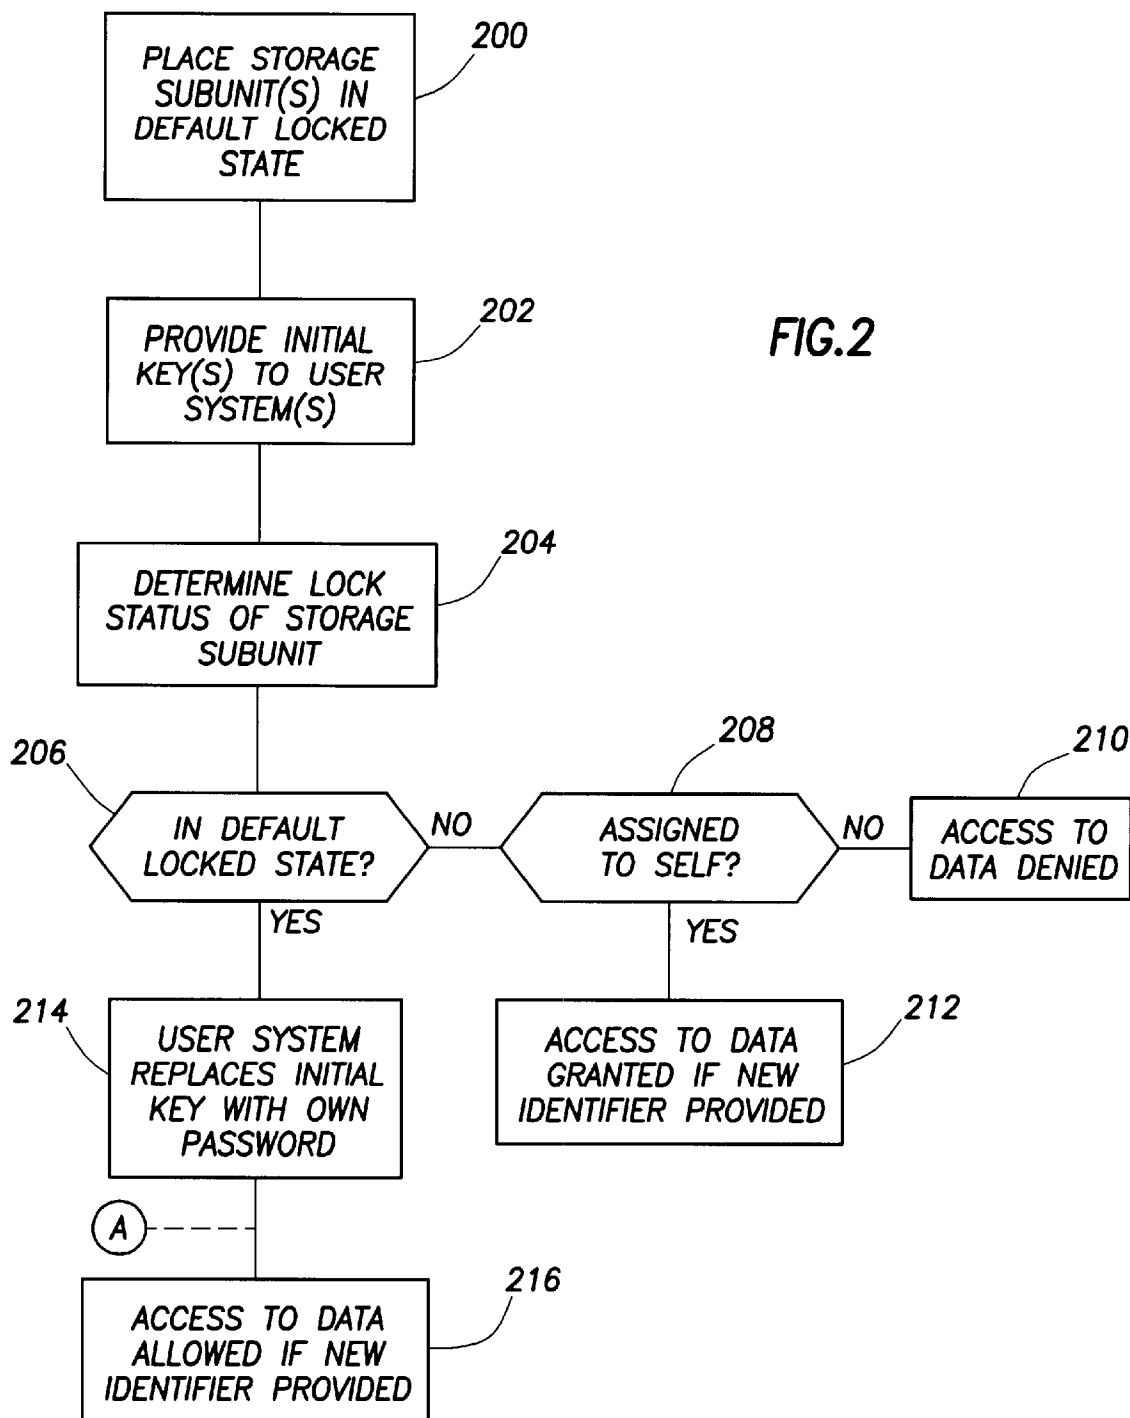 200
PLACE STORAGE
SUBUNIT(S) IN
DEFAULT LOCKED
STATE
202
PROVIDE INITIAL
KEY(S) TO USER
SYSTEM(S)
FIG.2
204
DETERMINE LOCK
STATUS OF STORAGE
SUBUNIT
206
IN DEFAULT
LOCKED STATE?
NO
208
ASSIGNED
TO SELF?
NO
210
ACCESS TO
DATA DENIED
YES
YES
214
USER SYSTEM
REPLACES INITIAL
KEY WITH OWN
PASSWORD
212
ACCESS TO DATA
GRANTED IF NEW
IDENTIFIER PROVIDED
A
216
ACCESS TO DATA
ALLOWED IF NEW
IDENTIFIER PROVIDED